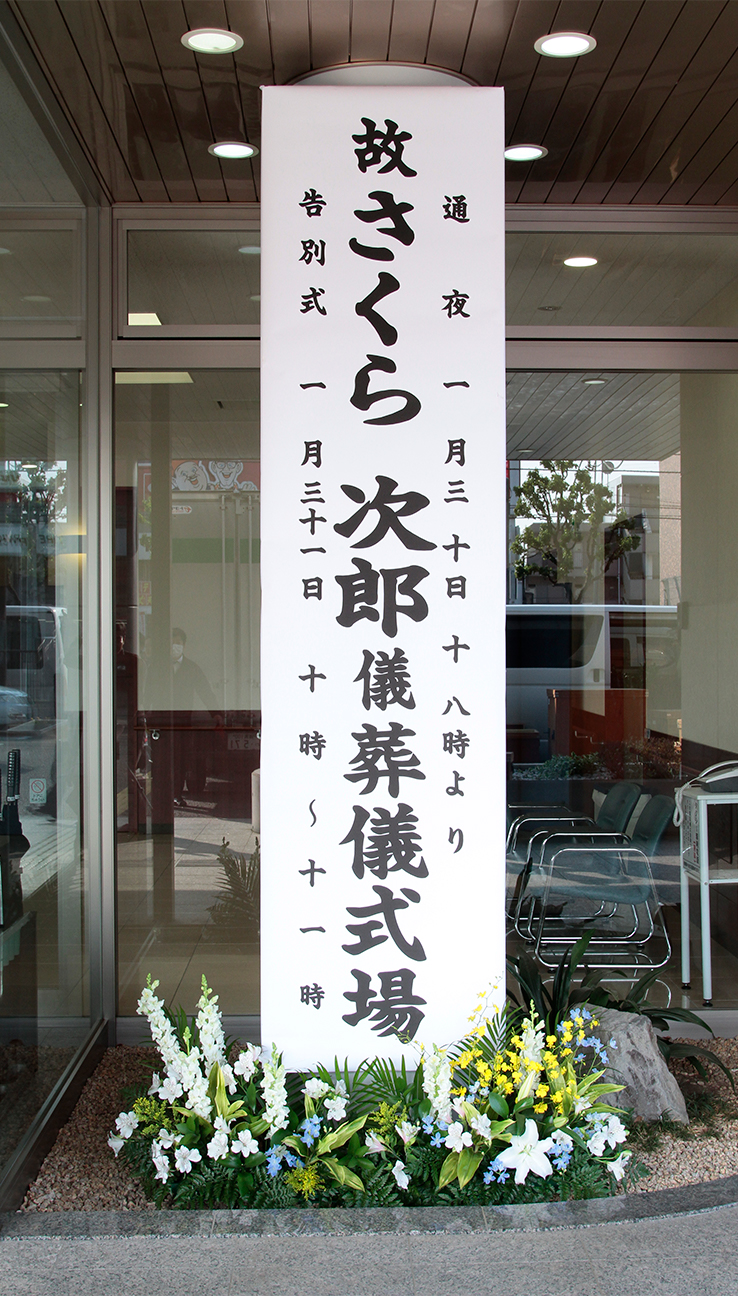 通夜 一月三十日 十八時より
故さくら 次郎儀葬儀式場
告別式 一月三十一日 十時～十一時